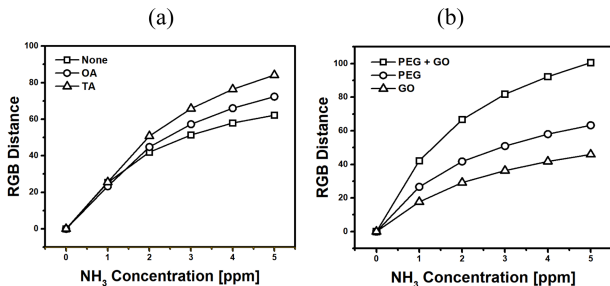 (a)
(b)
100
80
60
40
20
0
RGB Distance
None
OA
TA
0 1 2 3 4 5
NH₃ Concentration [ppm]
100
80
60
40
20
0
RGB Distance
PEG + GO
PEG
GO
0 1 2 3 4 5
NH₃ Concentration [ppm]